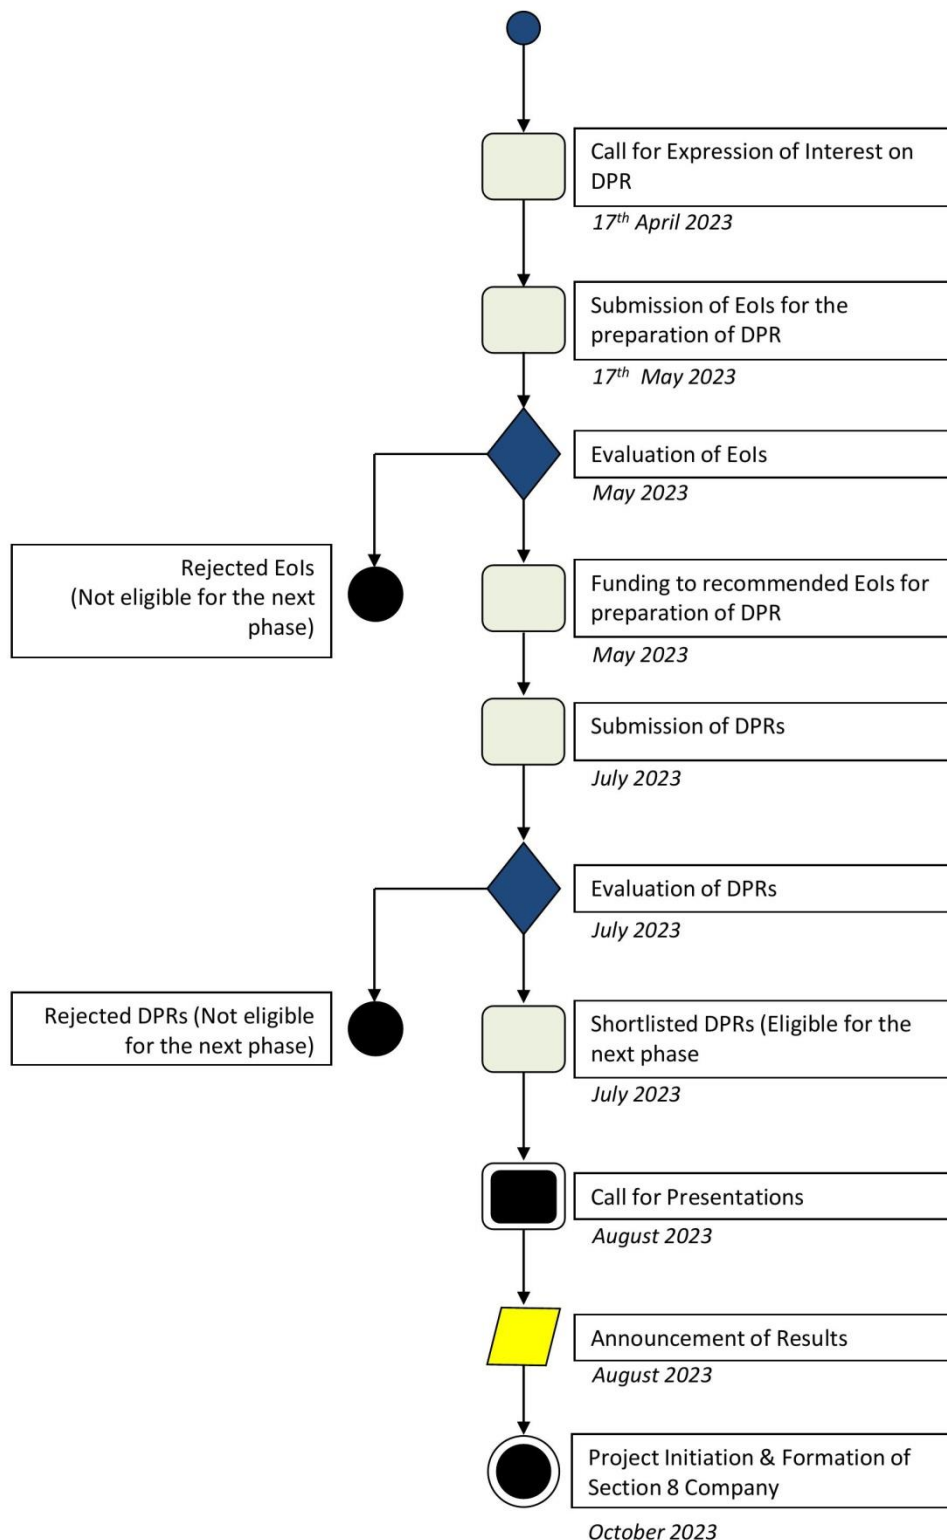 Call for Expression of Interest on
DPR
17th April 2023
Submission of EoIs for the
preparation of DPR
17th May 2023
Evaluation of EoIs
May 2023
Rejected EoIs
(Not eligible for the next
phase)
Funding to recommended EoIs for
preparation of DPR
May 2023
Submission of DPRs
July 2023
Evaluation of DPRs
July 2023
Rejected DPRs (Not eligible
for the next phase)
Shortlisted DPRs (Eligible for the
next phase
July 2023
Call for Presentations
August 2023
Announcement of Results
August 2023
Project Initiation & Formation of
Section 8 Company
October 2023